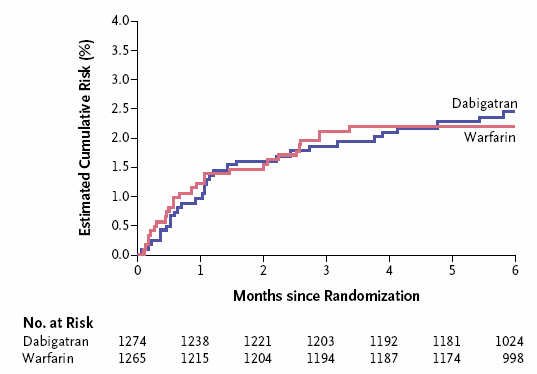 4.0
3.5
3.0
2.5
2.0
1.5
1.0
0.5
0.0
Estimated Cumulative Risk (%)
Dabigatran
Warfarin
0 1 2 3 4 5 6
Months since Randomization
No. at Risk
Dabigatran 1274 1238 1221 1203 1192 1181 1024
Warfarin 1265 1215 1204 1194 1187 1174 998